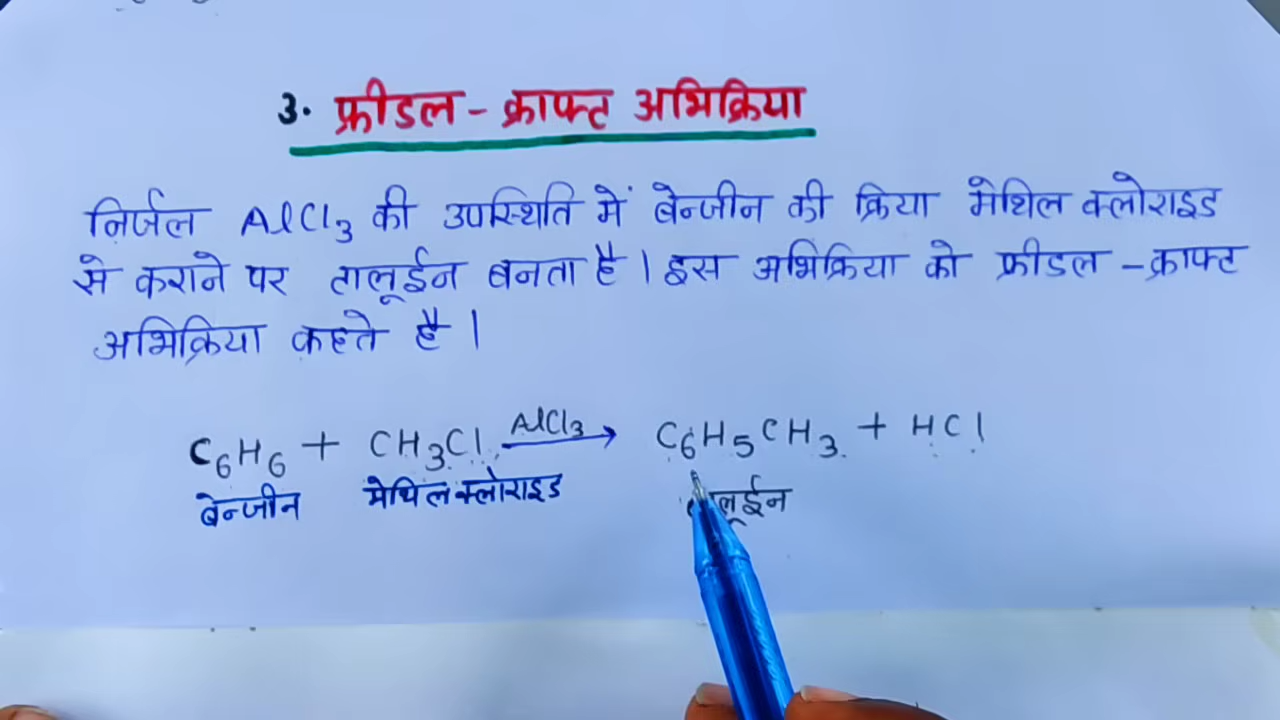 3. फ्रीडल - क्राफ्ट अभिक्रिया
निर्जल AlCl₃ की उपस्थिति में बेन्जीन की क्रिया मेथिल क्लोराइड
से कराने पर टालूईन बनता है। इस अभिक्रिया को फ्रीडल - क्राफ्ट
अभिक्रिया कहते है।
C₆H₆ + CH₃Cl AlCl₃ → C₆H₅CH₃ + HCl
बेन्जीन मेथिल क्लोराइड